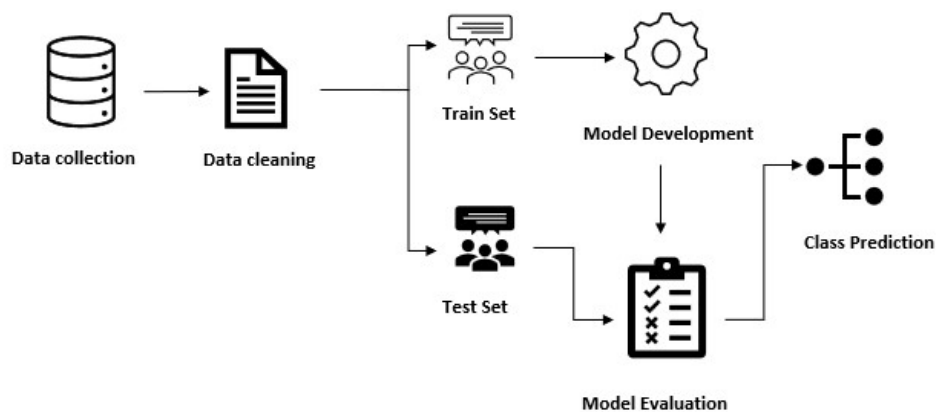 Data collection
Data cleaning
Train Set
Model Development
Test Set
Class Prediction
Model Evaluation